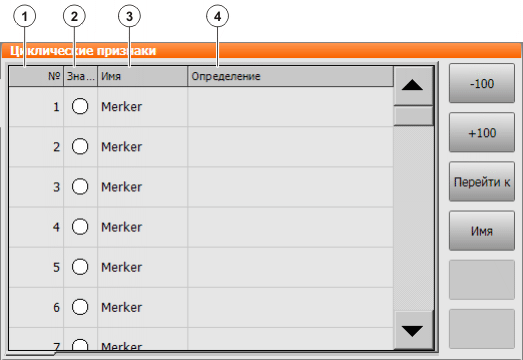 1 2 3 4
Циклические признаки
№ Зна... Имя Определение
1 Merker
2 Merker
3 Merker
4 Merker
5 Merker
6 Merker
7 Merker
-100
+100
Перейти к
Имя